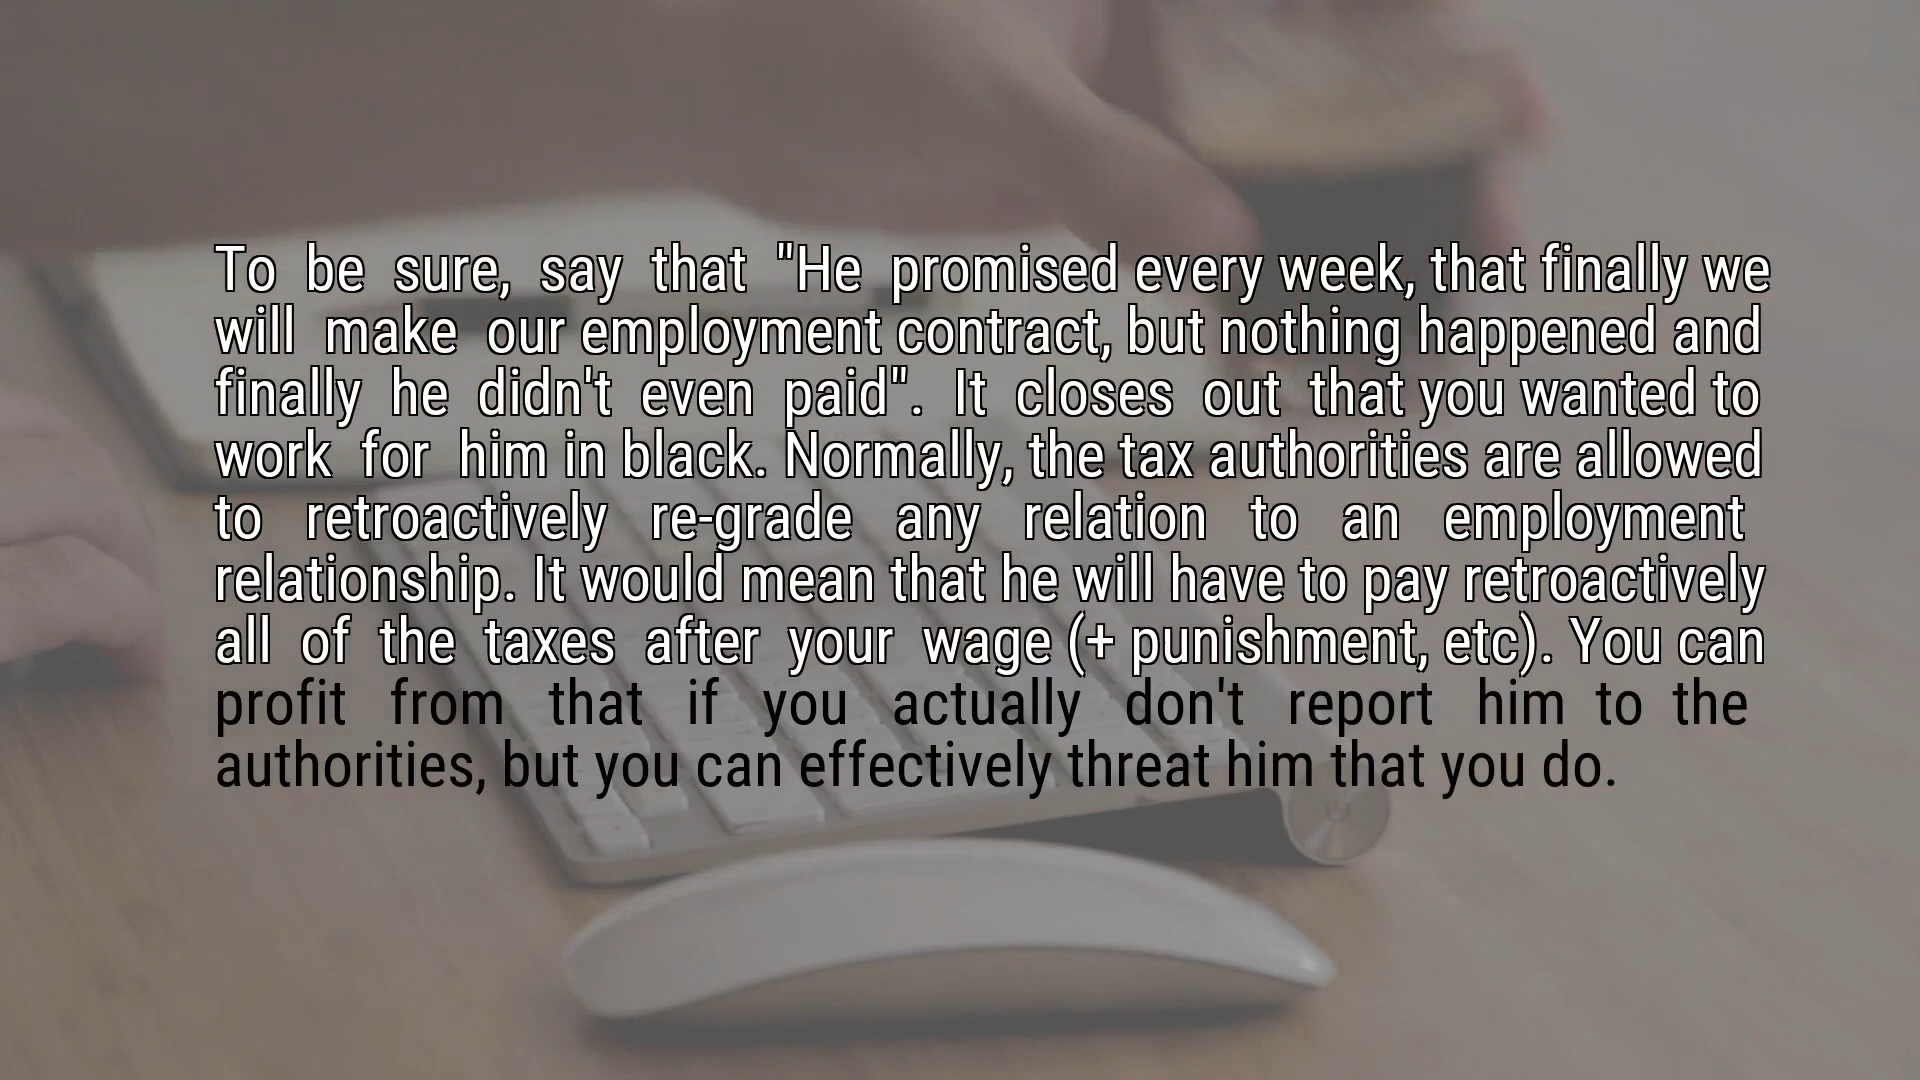 To be sure, say that "He promised every week, that finally we
will make our employment contract, but nothing happened and
finally he didn't even paid". It closes out that you wanted to
work for him in black. Normally, the tax authorities are allowed
to retroactively re-grade any relation to an employment
relationship. It would mean that he will have to pay retroactively
all of the taxes after your wage (+ punishment, etc). You can
profit from that if you actually don't report him to the
authorities, but you can effectively threat him that you do.